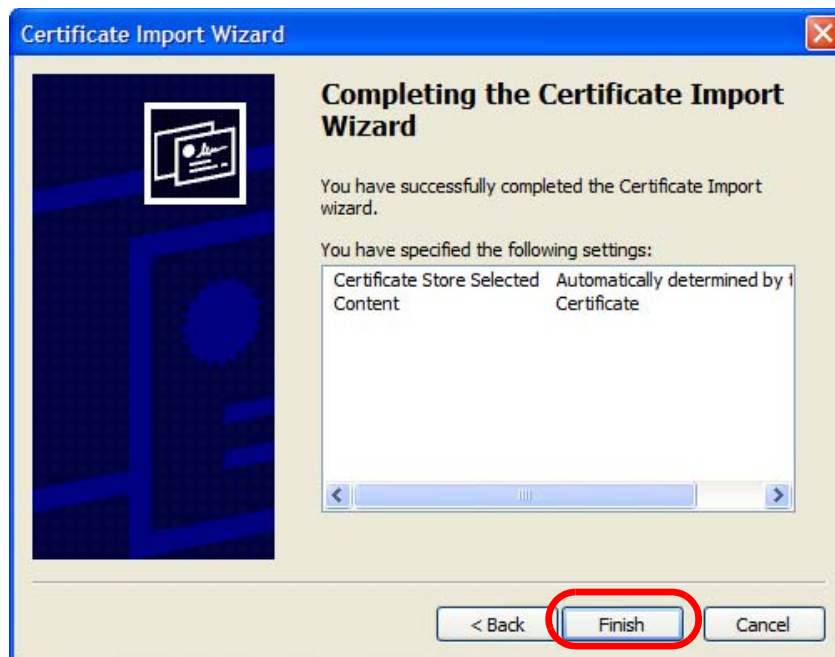 Certificate Import Wizard
Completing the Certificate Import
Wizard
You have successfully completed the Certificate Import
wizard.
You have specified the following settings:
Certificate Store Selected Automatically determined by t
Content Certificate
< Back Finish Cancel